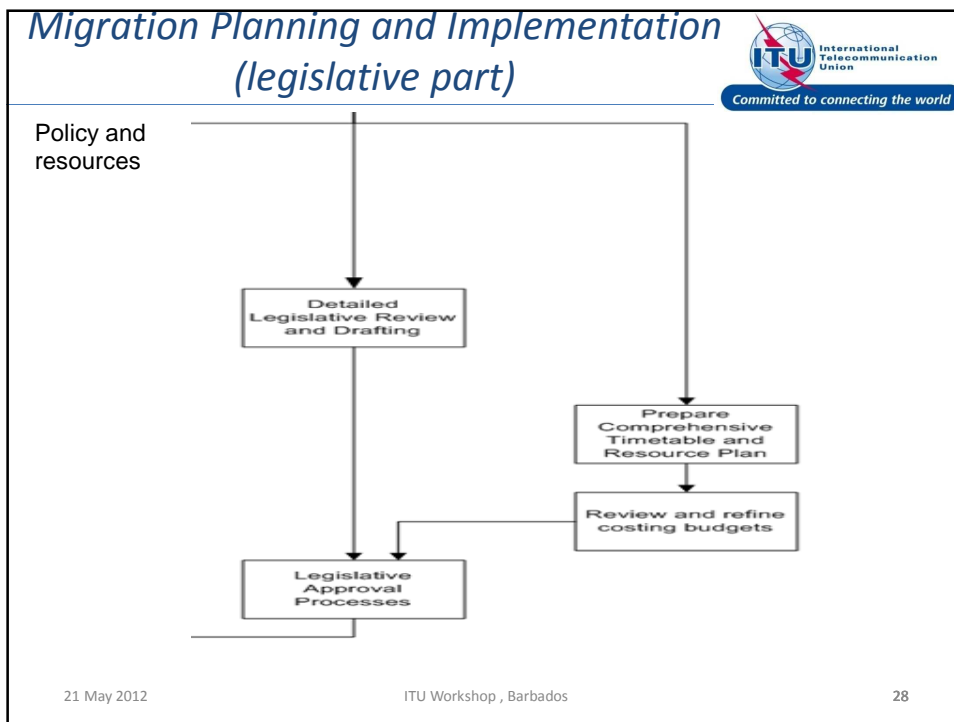 Migration Planning and Implementation
(legislative part)
ITU
International
Telecommunication
Union
Committed to connecting the world
Policy and
resources
Detailed
Legislative Review
and Drafting
Prepare
Comprehensive
Timetable and
Resource Plan
Review and refine
costing budgets
Legislative
Approval
Processes
21 May 2012
ITU Workshop , Barbados
28